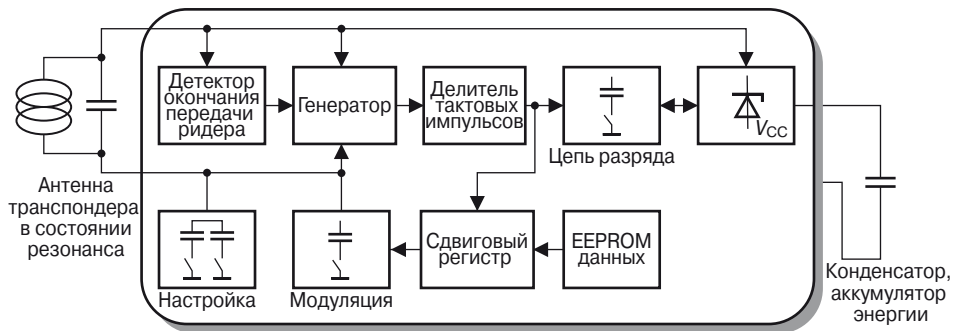 Детектор
окончания
передачи
ридера
Генератор
Делитель
тактовых
импульсов
VCC
Цепь разряда
Антенна
транспондера
в состоянии
резонанса
Настройка
Модуляция
Сдвиговый
регистр
EEPROM
данных
Конденсатор,
аккумулятор
энергии